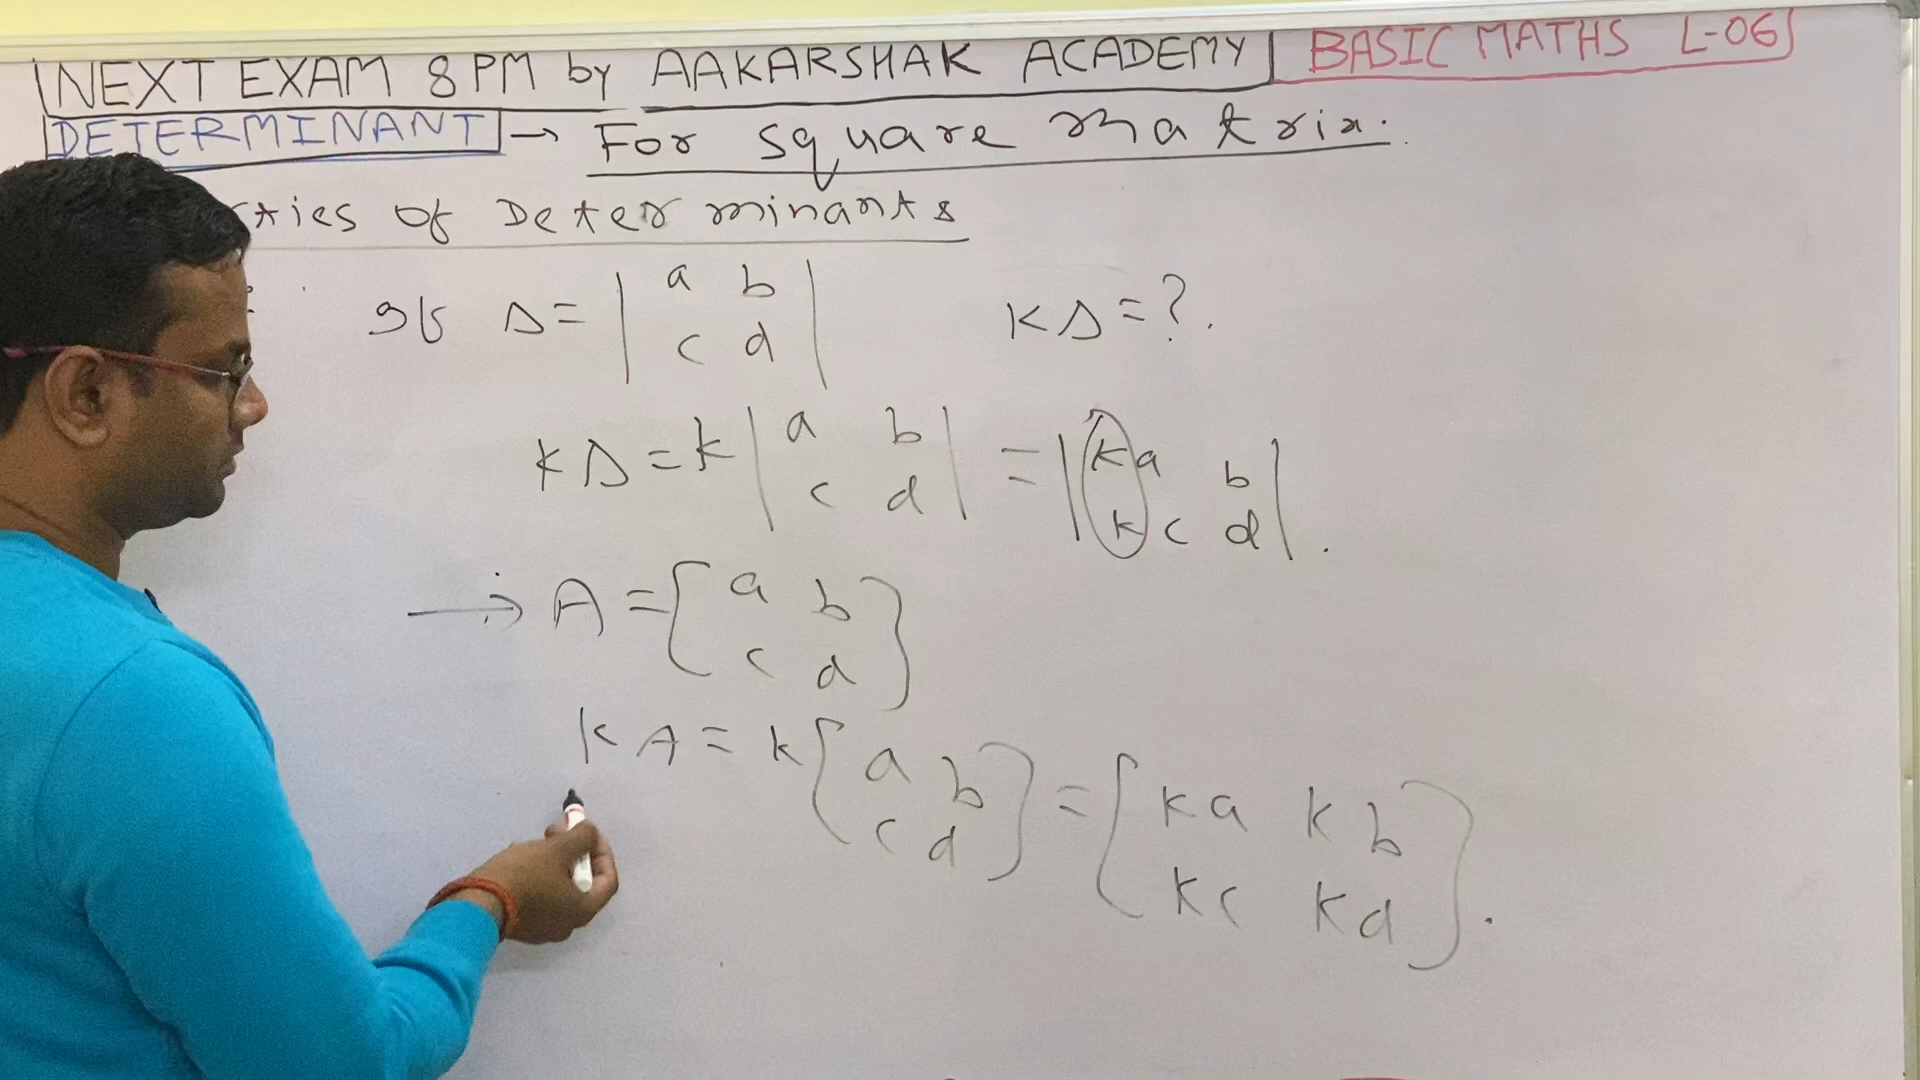 NEXT EXAM 8 PM by AAKARSHAK ACADEMY BASIC MATHS L-06
DETERMINANT → For square matrix.
rties of Determinants
If Δ = | a b | KΔ = ?.
c d
KΔ = k | a b | = | ka b |
c d kc d .
→ A = [ a b ]
c d
KA = k [ a b ] = [ ka kb ]
c d kc kd .